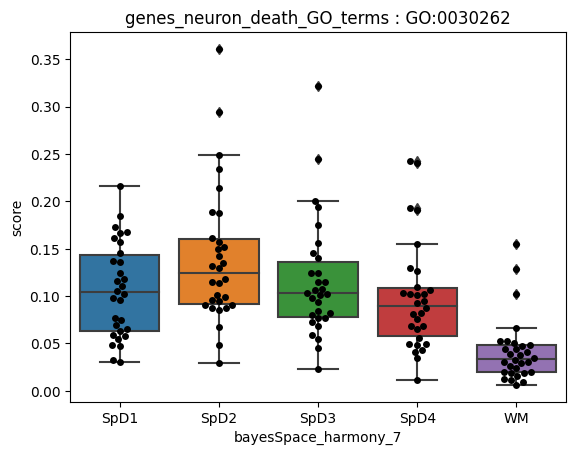 genes_neuron_death_GO_terms : GO:0030262
0.35
0.30
0.25
0.20
0.15
0.10
0.05
0.00
score
SpD1 SpD2 SpD3 SpD4 WM
bayesSpace_harmony_7